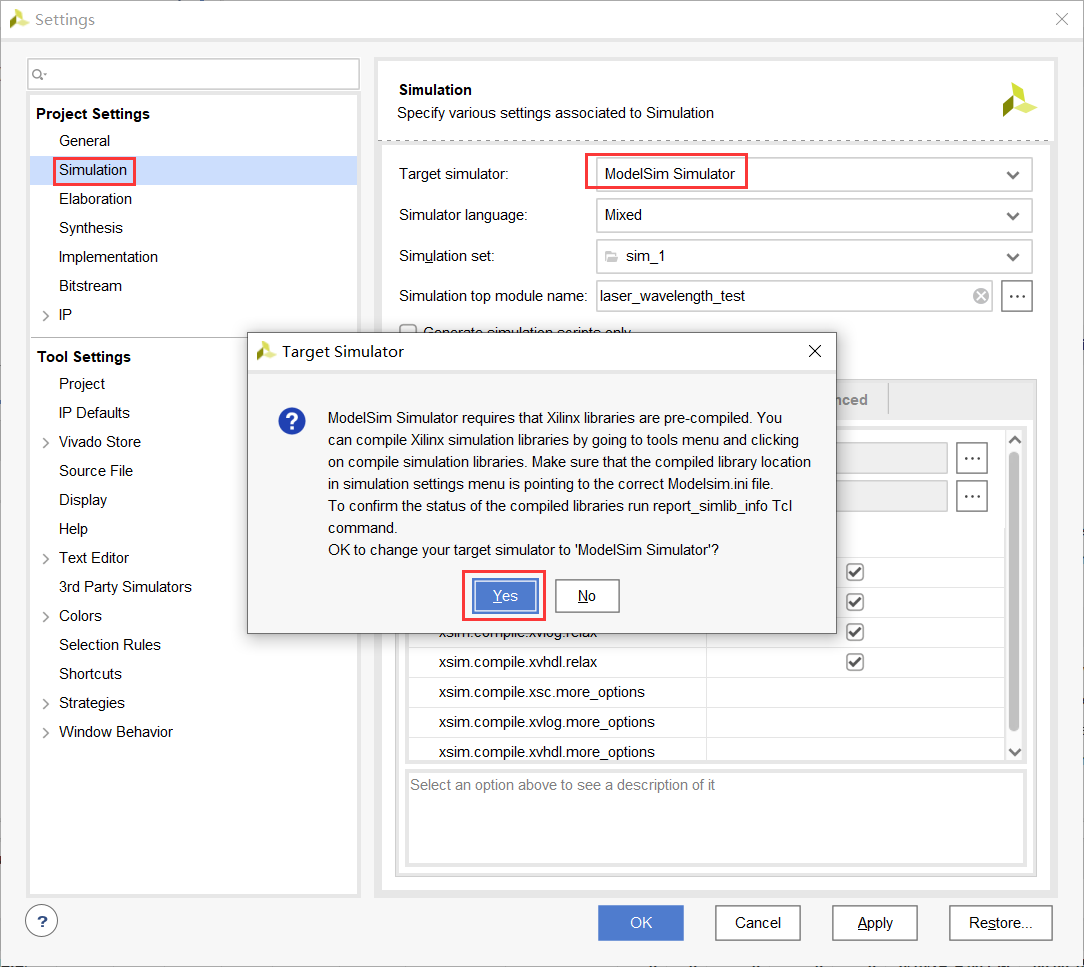 Settings
Project Settings
General
Simulation
Elaboration
Synthesis
Implementation
Bitstream
IP
Tool Settings
Project
IP Defaults
Vivado Store
Source File
Display
Help
Text Editor
3rd Party Simulators
Colors
Selection Rules
Shortcuts
Strategies
Window Behavior
Simulation
Specify various settings associated to Simulation
Target simulator: ModelSim Simulator
Simulator language: Mixed
Simulation set: sim_1
Simulation top module name: laser_wavelength_test
Generate simulation scripts only
Target Simulator
ModelSim Simulator requires that Xilinx libraries are pre-compiled. You
can compile Xilinx simulation libraries by going to tools menu and clicking
on compile simulation libraries. Make sure that the compiled library location
in simulation settings menu is pointing to the correct Modelsim.ini file.
To confirm the status of the compiled libraries run report_simlib_info Tcl
command.
OK to change your target simulator to 'ModelSim Simulator'?
Yes No
xsim.compile.xvlog.relax
xsim.compile.xvhdl.relax
xsim.compile.xsc.more_options
xsim.compile.xvlog.more_options
xsim.compile.xvhdl.more_options
Select an option above to see a description of it
? OK Cancel Apply Restore...